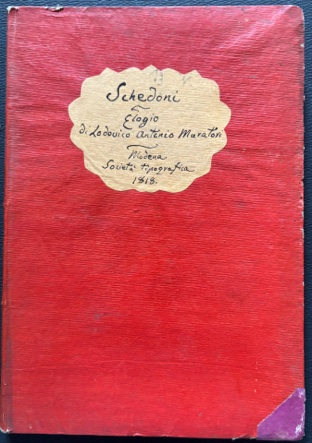 Schedoni
Elogio
di Lodovico Antonio Muratori
Modena
Società tipografica
1818.